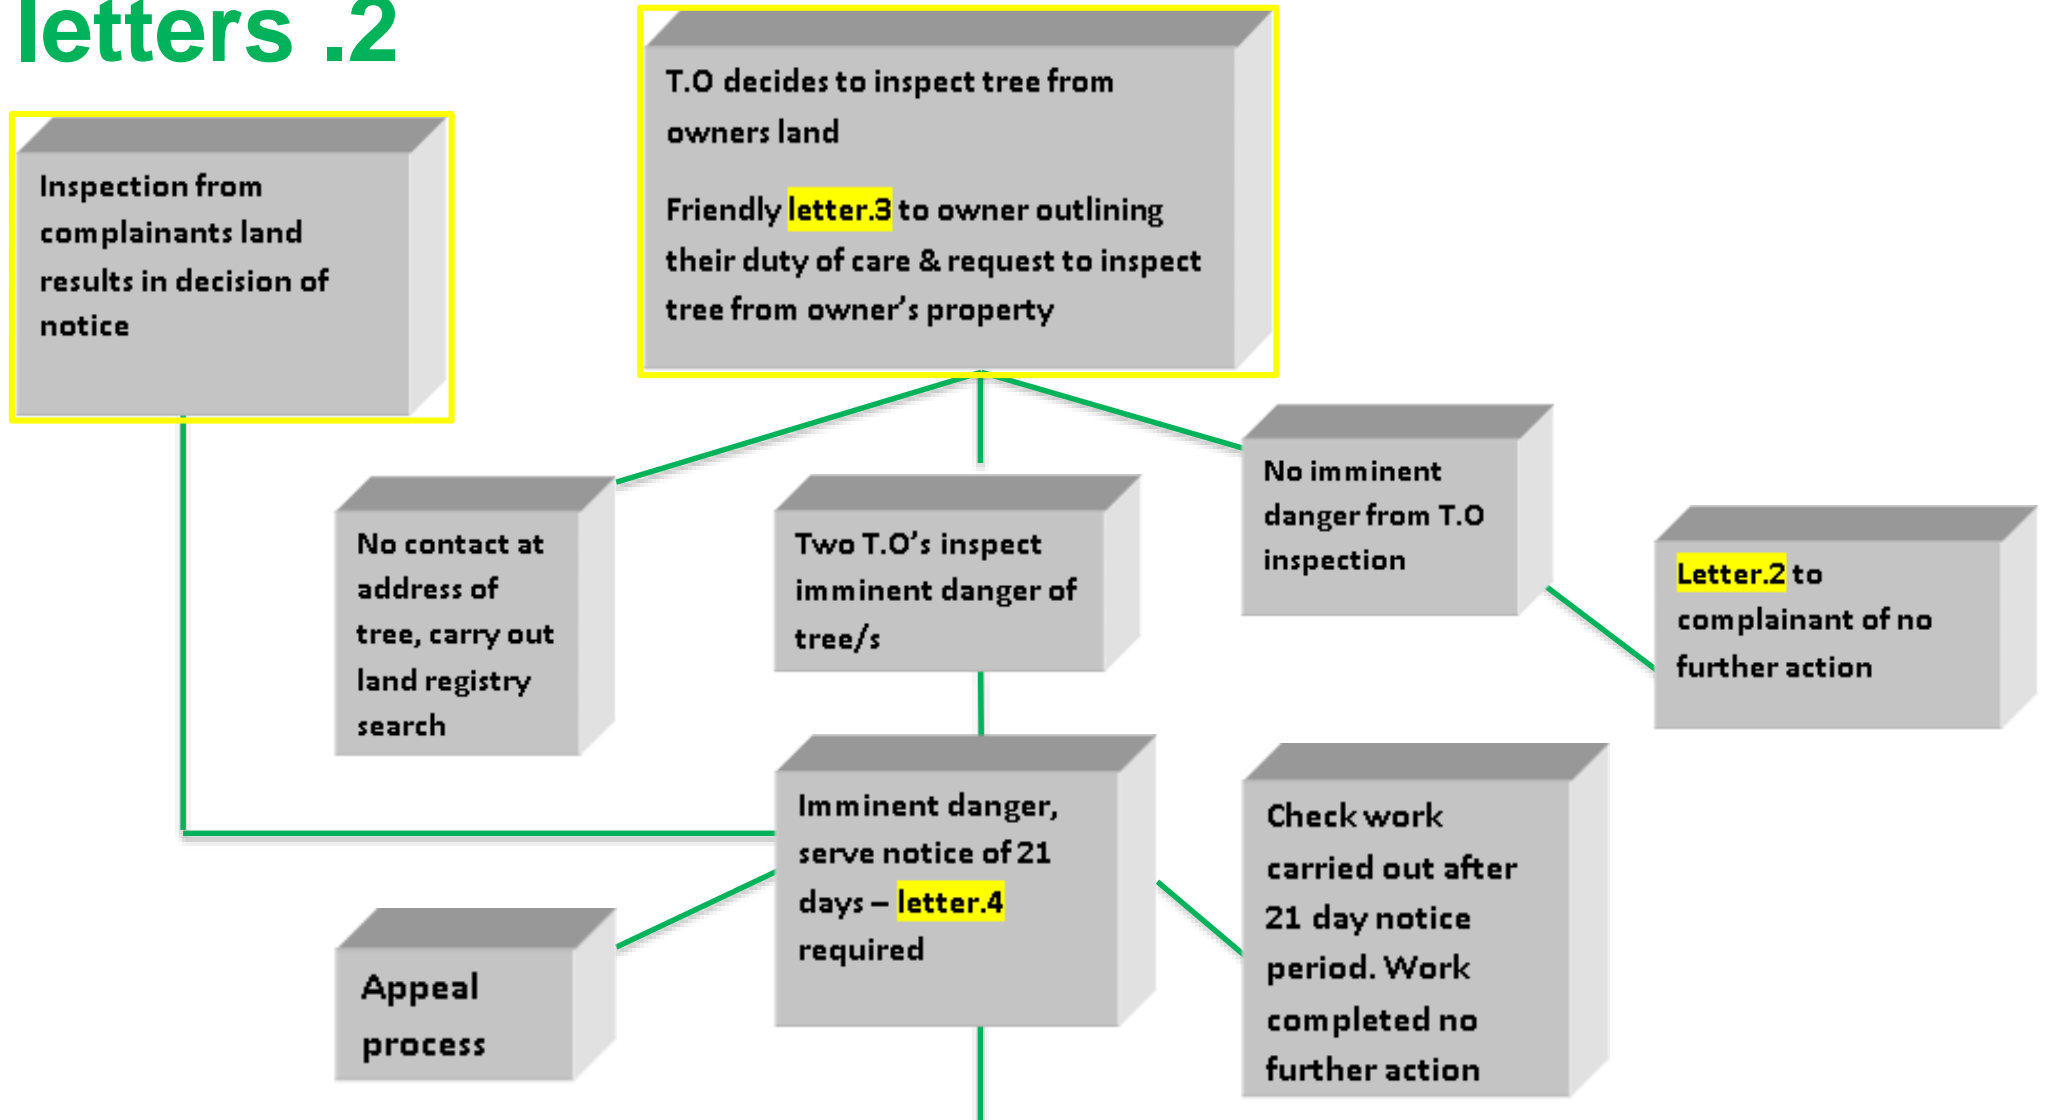 letters .2
Inspection from
complainants land
results in decision of
notice
T.O decides to inspect tree from
owners land
Friendly letter.3 to owner outlining
their duty of care & request to inspect
tree from owner's property
No contact at
address of
tree, carry out
land registry
search
Two T.O's inspect
imminent danger of
tree/s
No imminent
danger from T.O
inspection
Letter.2 to
complainant of no
further action
Imminent danger,
serve notice of 21
days – letter.4
required
Appeal
process
Check work
carried out after
21 day notice
period. Work
completed no
further action